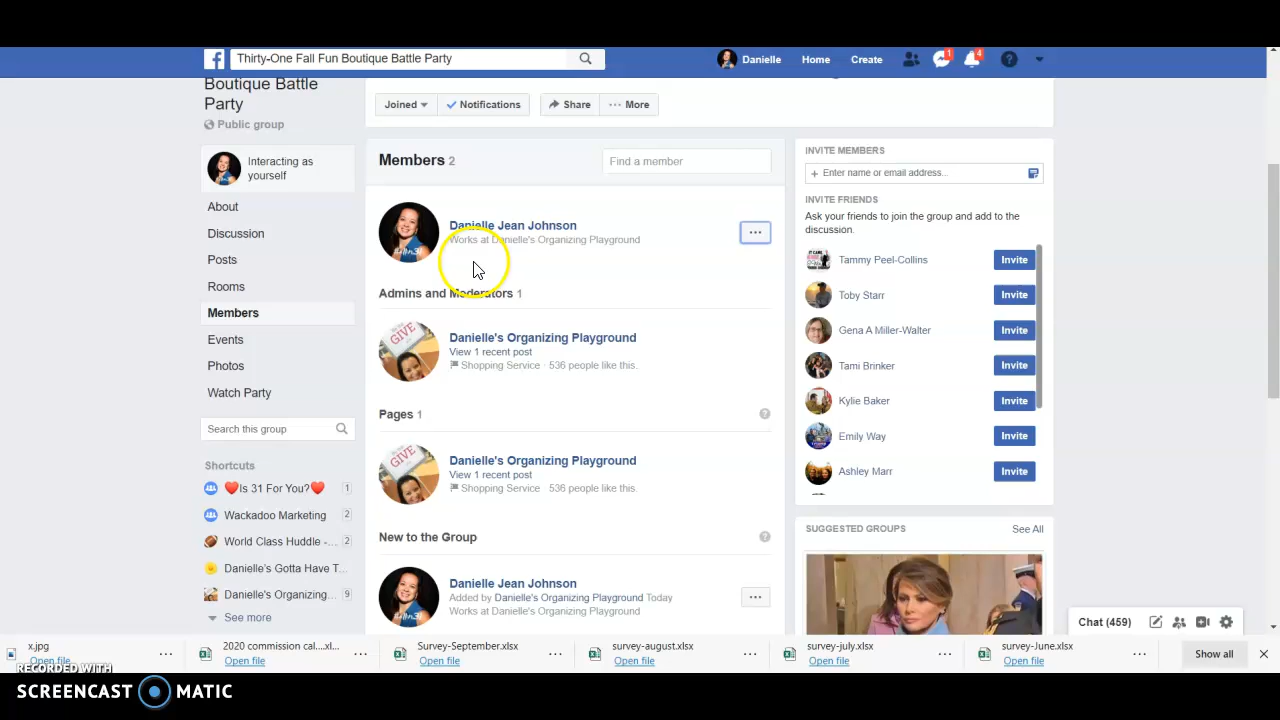 Thirty-One Fall Fun Boutique Battle Party
Danielle
Home
Create
1
4
Boutique Battle
Party
Public group
Joined
Notifications
Share
More
Interacting as
yourself
About
Discussion
Posts
Rooms
Members
Events
Photos
Watch Party
Search this group
Shortcuts
❤️Is 31 For You?❤️ 1
Wackadoo Marketing 2
World Class Huddle -... 2
Danielle's Gotta Have T...
Danielle's Organizing... 9
See more
Members 2
Find a member
Danielle Jean Johnson
Works at Danielle's Organizing Playground
Admins and Moderators 1
Danielle's Organizing Playground
View 1 recent post
Shopping Service · 536 people like this.
Pages 1
Danielle's Organizing Playground
View 1 recent post
Shopping Service · 536 people like this.
New to the Group
Danielle Jean Johnson
Added by Danielle's Organizing Playground Today
Works at Danielle's Organizing Playground
INVITE MEMBERS
+ Enter name or email address...
INVITE FRIENDS
Ask your friends to join the group and add to the
discussion.
Tammy Peel-Collins Invite
Toby Starr Invite
Gena A Miller-Walter Invite
Tami Brinker Invite
Kylie Baker Invite
Emily Way Invite
Ashley Marr Invite
SUGGESTED GROUPS See All
Chat (459)
x.jpg
Open file
2020 commission cal....xl...
Open file
Survey-September.xlsx
Open file
survey-august.xlsx
Open file
survey-july.xlsx
Open file
survey-June.xlsx
Open file
Show all
RECORDED WITH
SCREENCAST MATIC